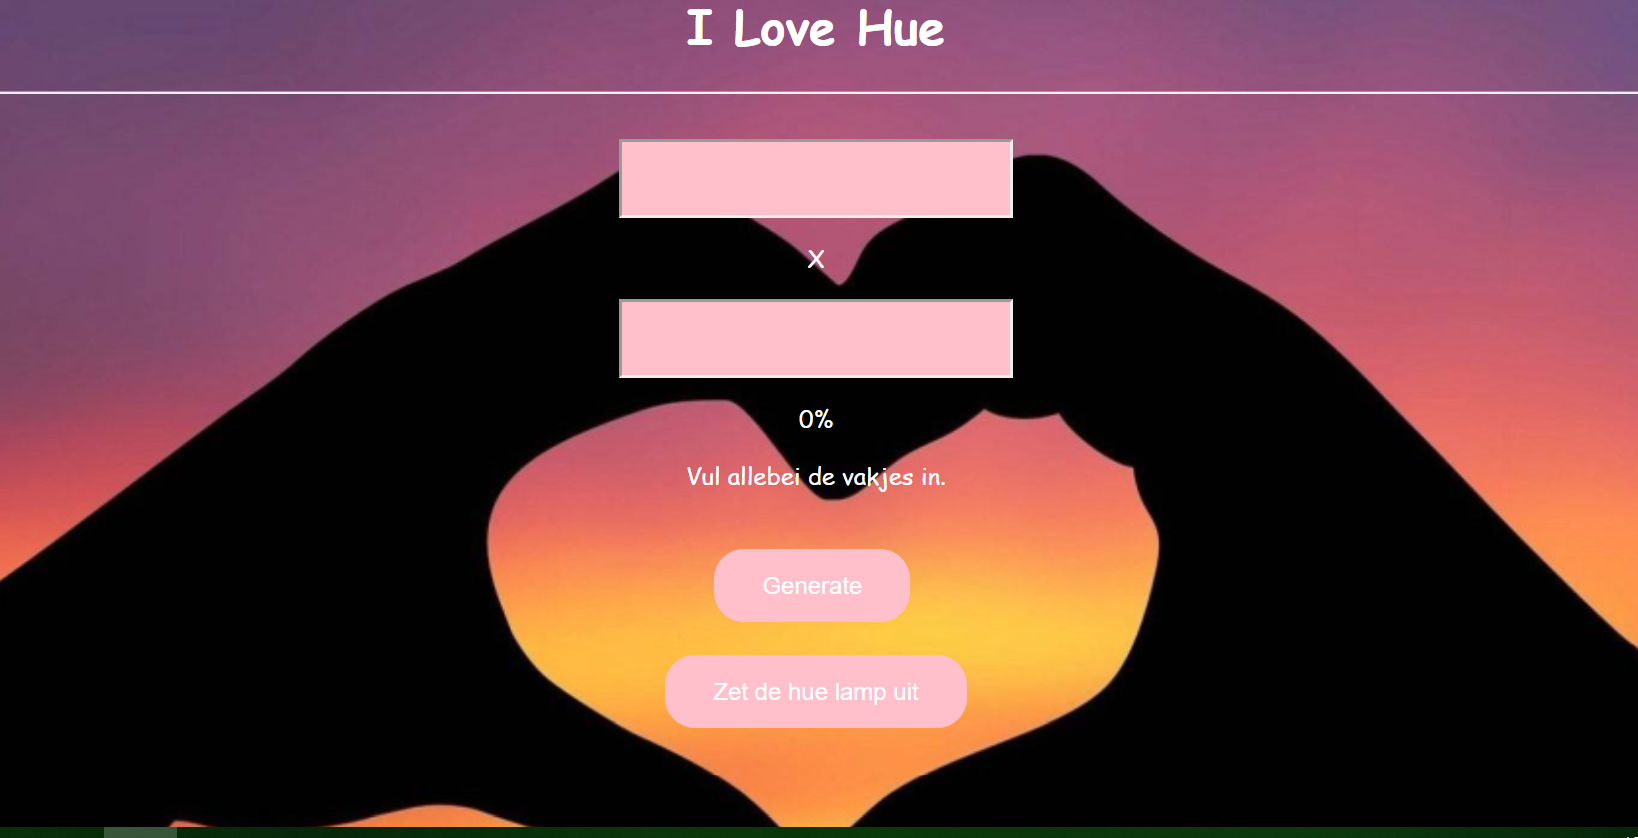 I Love Hue
X
0%
Vul allebei de vakjes in.
Generate
Zet de hue lamp uit